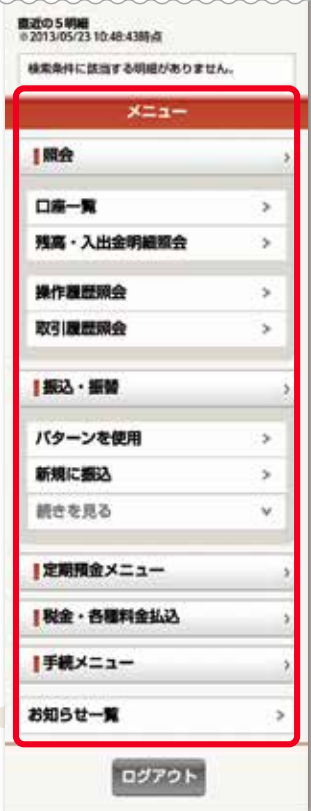 直近の5明細
※2013/05/23 10:48:43時点
検索条件に該当する明細がありません。
メニュー
照会
口座一覧
残高・入出金明細照会
操作履歴照会
取引履歴照会
振込・振替
パターンを使用
新規に振込
続きを見る
定期預金メニュー
税金・各種料金払込
手続メニュー
お知らせ一覧
ログアウト